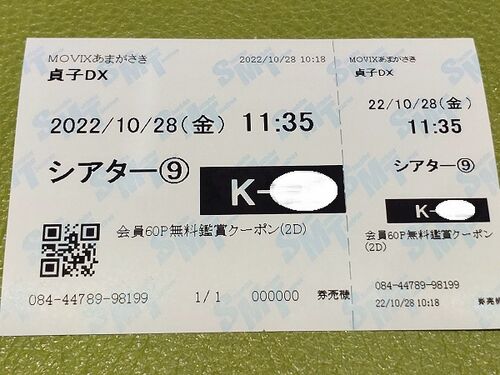 MOVIXあまがさき 2022/10/28 10:18
貞子DX
2022/10/28(金) 11:35
シアター⑨
K-
会員60P無料鑑賞クーポン(2D)
084-44789-98199 1/1 000000 券売機
MOVIXあまがさき
貞子DX
22/10/28(金)
11:35
シアター⑨
K-
会員60P無料鑑賞クーポン
(2D)
084-44789-98199
22/10/28 10:18 券売機
SMT